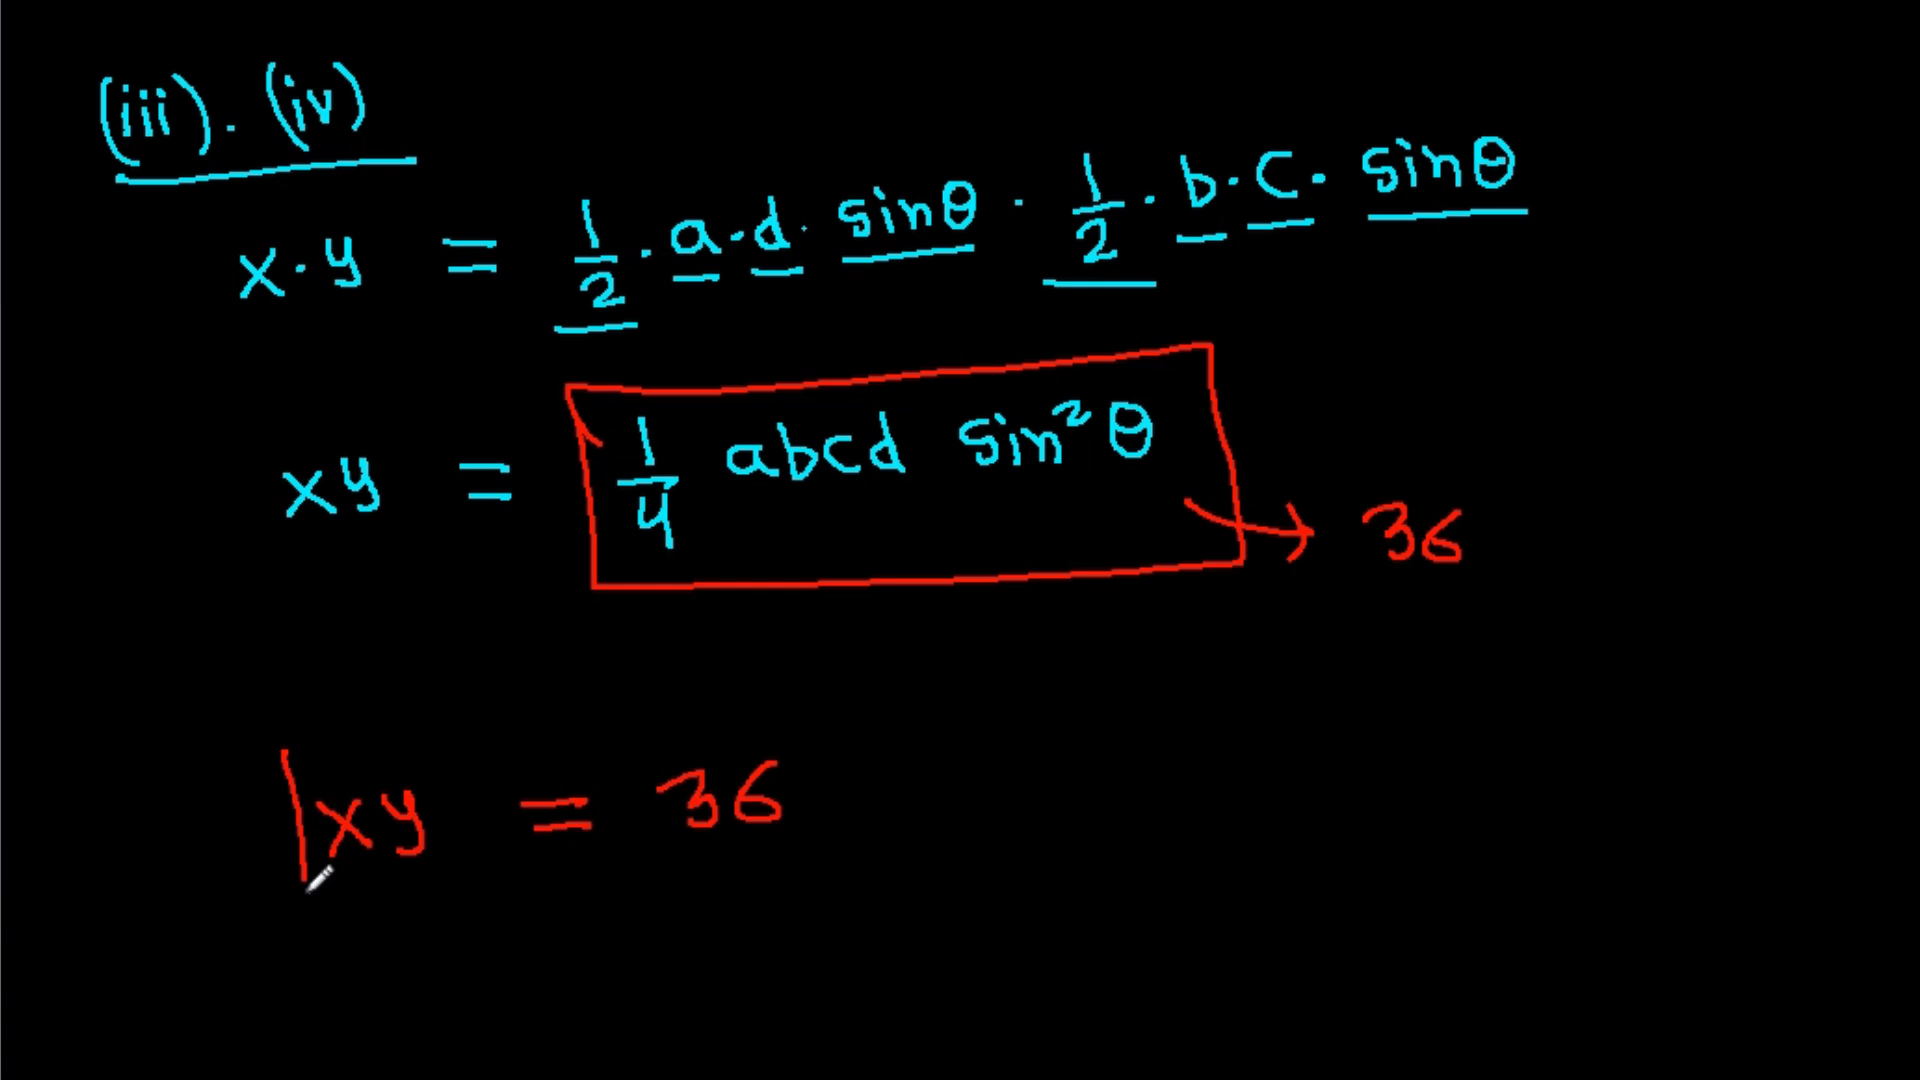 (iii). (iv)
x·y = 1/2 · a·d · sinθ · 1/2 · b·c· sinθ
xy = 1/4 abcd sin²θ → 36
xy = 36